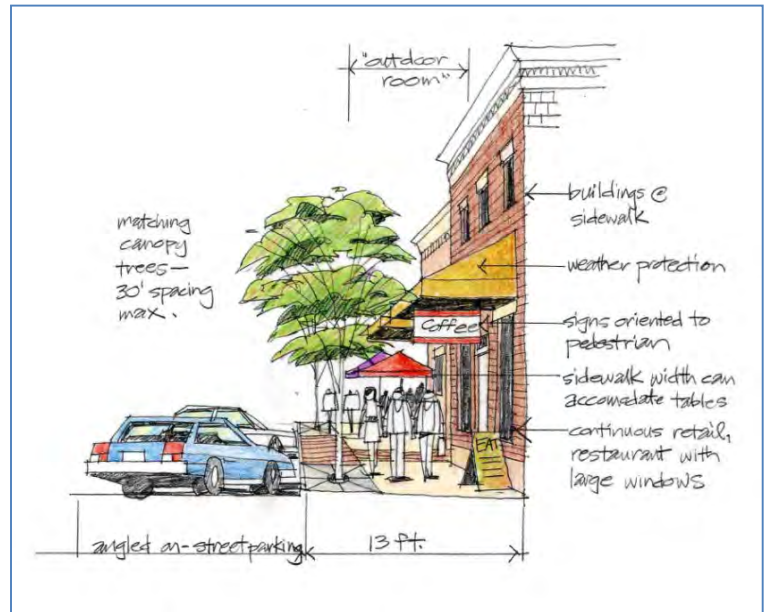 "outdoor
room"
matching
canopy
trees—
30' spacing
max.
buildings @
sidewalk
weather protection
signs oriented to
pedestrian
sidewalk width can
accomodate tables
continuous retail,
restaurant with
large windows
Coffee
EAT
angled on-street parking
13 ft.